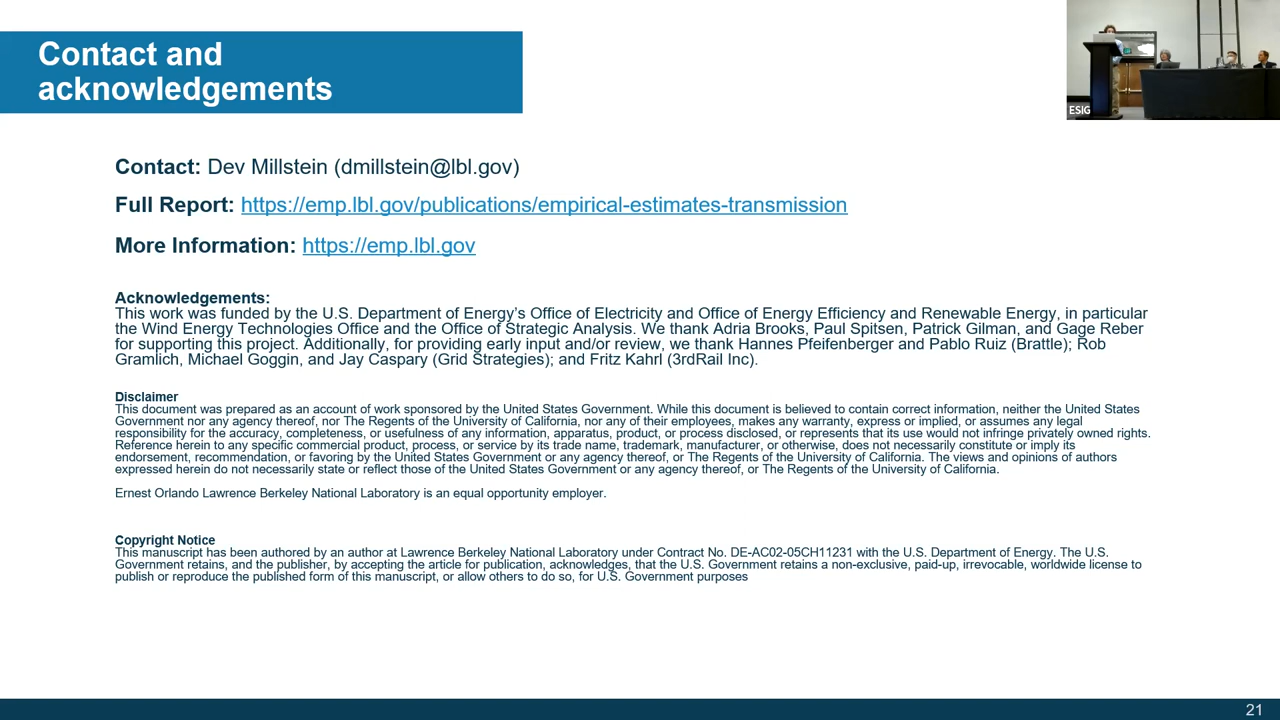 Contact and
acknowledgements
ESIG
Contact: Dev Millstein (dmillstein@lbl.gov)
Full Report: https://emp.lbl.gov/publications/empirical-estimates-transmission
More Information: https://emp.lbl.gov
Acknowledgements:
This work was funded by the U.S. Department of Energy’s Office of Electricity and Office of Energy Efficiency and Renewable Energy, in particular
the Wind Energy Technologies Office and the Office of Strategic Analysis. We thank Adria Brooks, Paul Spitsen, Patrick Gilman, and Gage Reber
for supporting this project. Additionally, for providing early input and/or review, we thank Hannes Pfeifenberger and Pablo Ruiz (Brattle); Rob
Gramlich, Michael Goggin, and Jay Caspary (Grid Strategies); and Fritz Kahrl (3rdRail Inc).
Disclaimer
This document was prepared as an account of work sponsored by the United States Government. While this document is believed to contain correct information, neither the United States
Government nor any agency thereof, nor The Regents of the University of California, nor any of their employees, makes any warranty, express or implied, or assumes any legal
responsibility for the accuracy, completeness, or usefulness of any information, apparatus, product, or process disclosed, or represents that its use would not infringe privately owned rights.
Reference herein to any specific commercial product, process, or service by its trade name, trademark, manufacturer, or otherwise, does not necessarily constitute or imply its
endorsement, recommendation, or favoring by the United States Government or any agency thereof, or The Regents of the University of California. The views and opinions of authors
expressed herein do not necessarily state or reflect those of the United States Government or any agency thereof, or The Regents of the University of California.
Ernest Orlando Lawrence Berkeley National Laboratory is an equal opportunity employer.
Copyright Notice
This manuscript has been authored by an author at Lawrence Berkeley National Laboratory under Contract No. DE-AC02-05CH11231 with the U.S. Department of Energy. The U.S.
Government retains, and the publisher, by accepting the article for publication, acknowledges, that the U.S. Government retains a non-exclusive, paid-up, irrevocable, worldwide license to
publish or reproduce the published form of this manuscript, or allow others to do so, for U.S. Government purposes
21